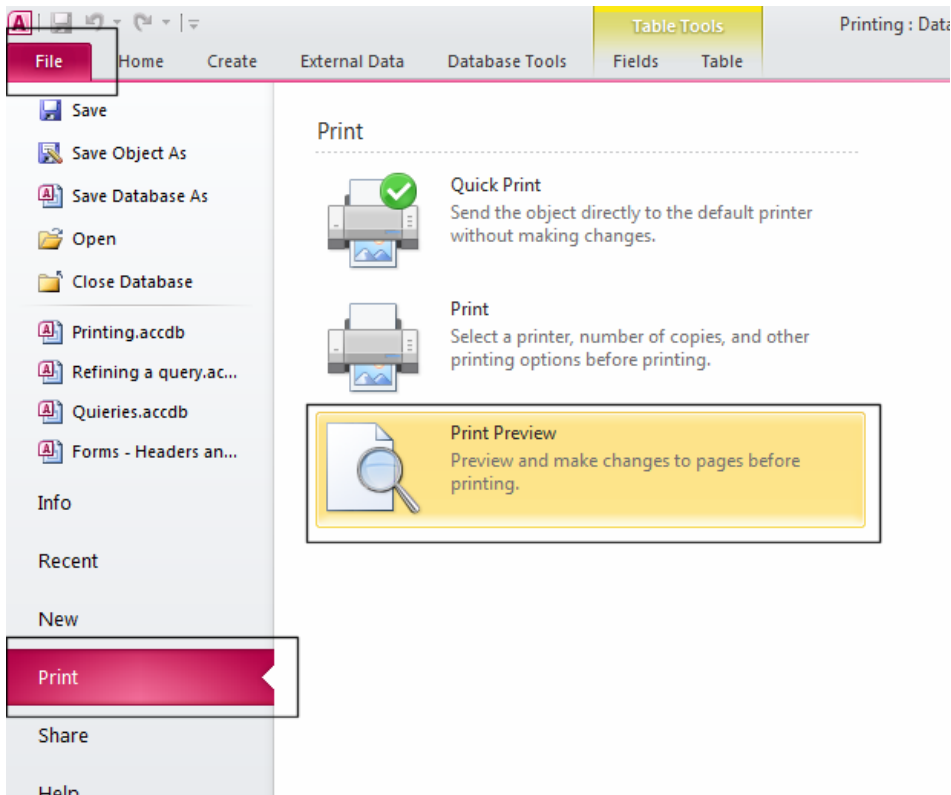 Table Tools
Printing : Data
File Home Create External Data Database Tools Fields Table
Save
Save Object As
Save Database As
Open
Close Database
Printing.accdb
Refining a query.ac...
Quieries.accdb
Forms - Headers an...
Info
Recent
New
Print
Share
Help
Print
Quick Print
Send the object directly to the default printer
without making changes.
Print
Select a printer, number of copies, and other
printing options before printing.
Print Preview
Preview and make changes to pages before
printing.